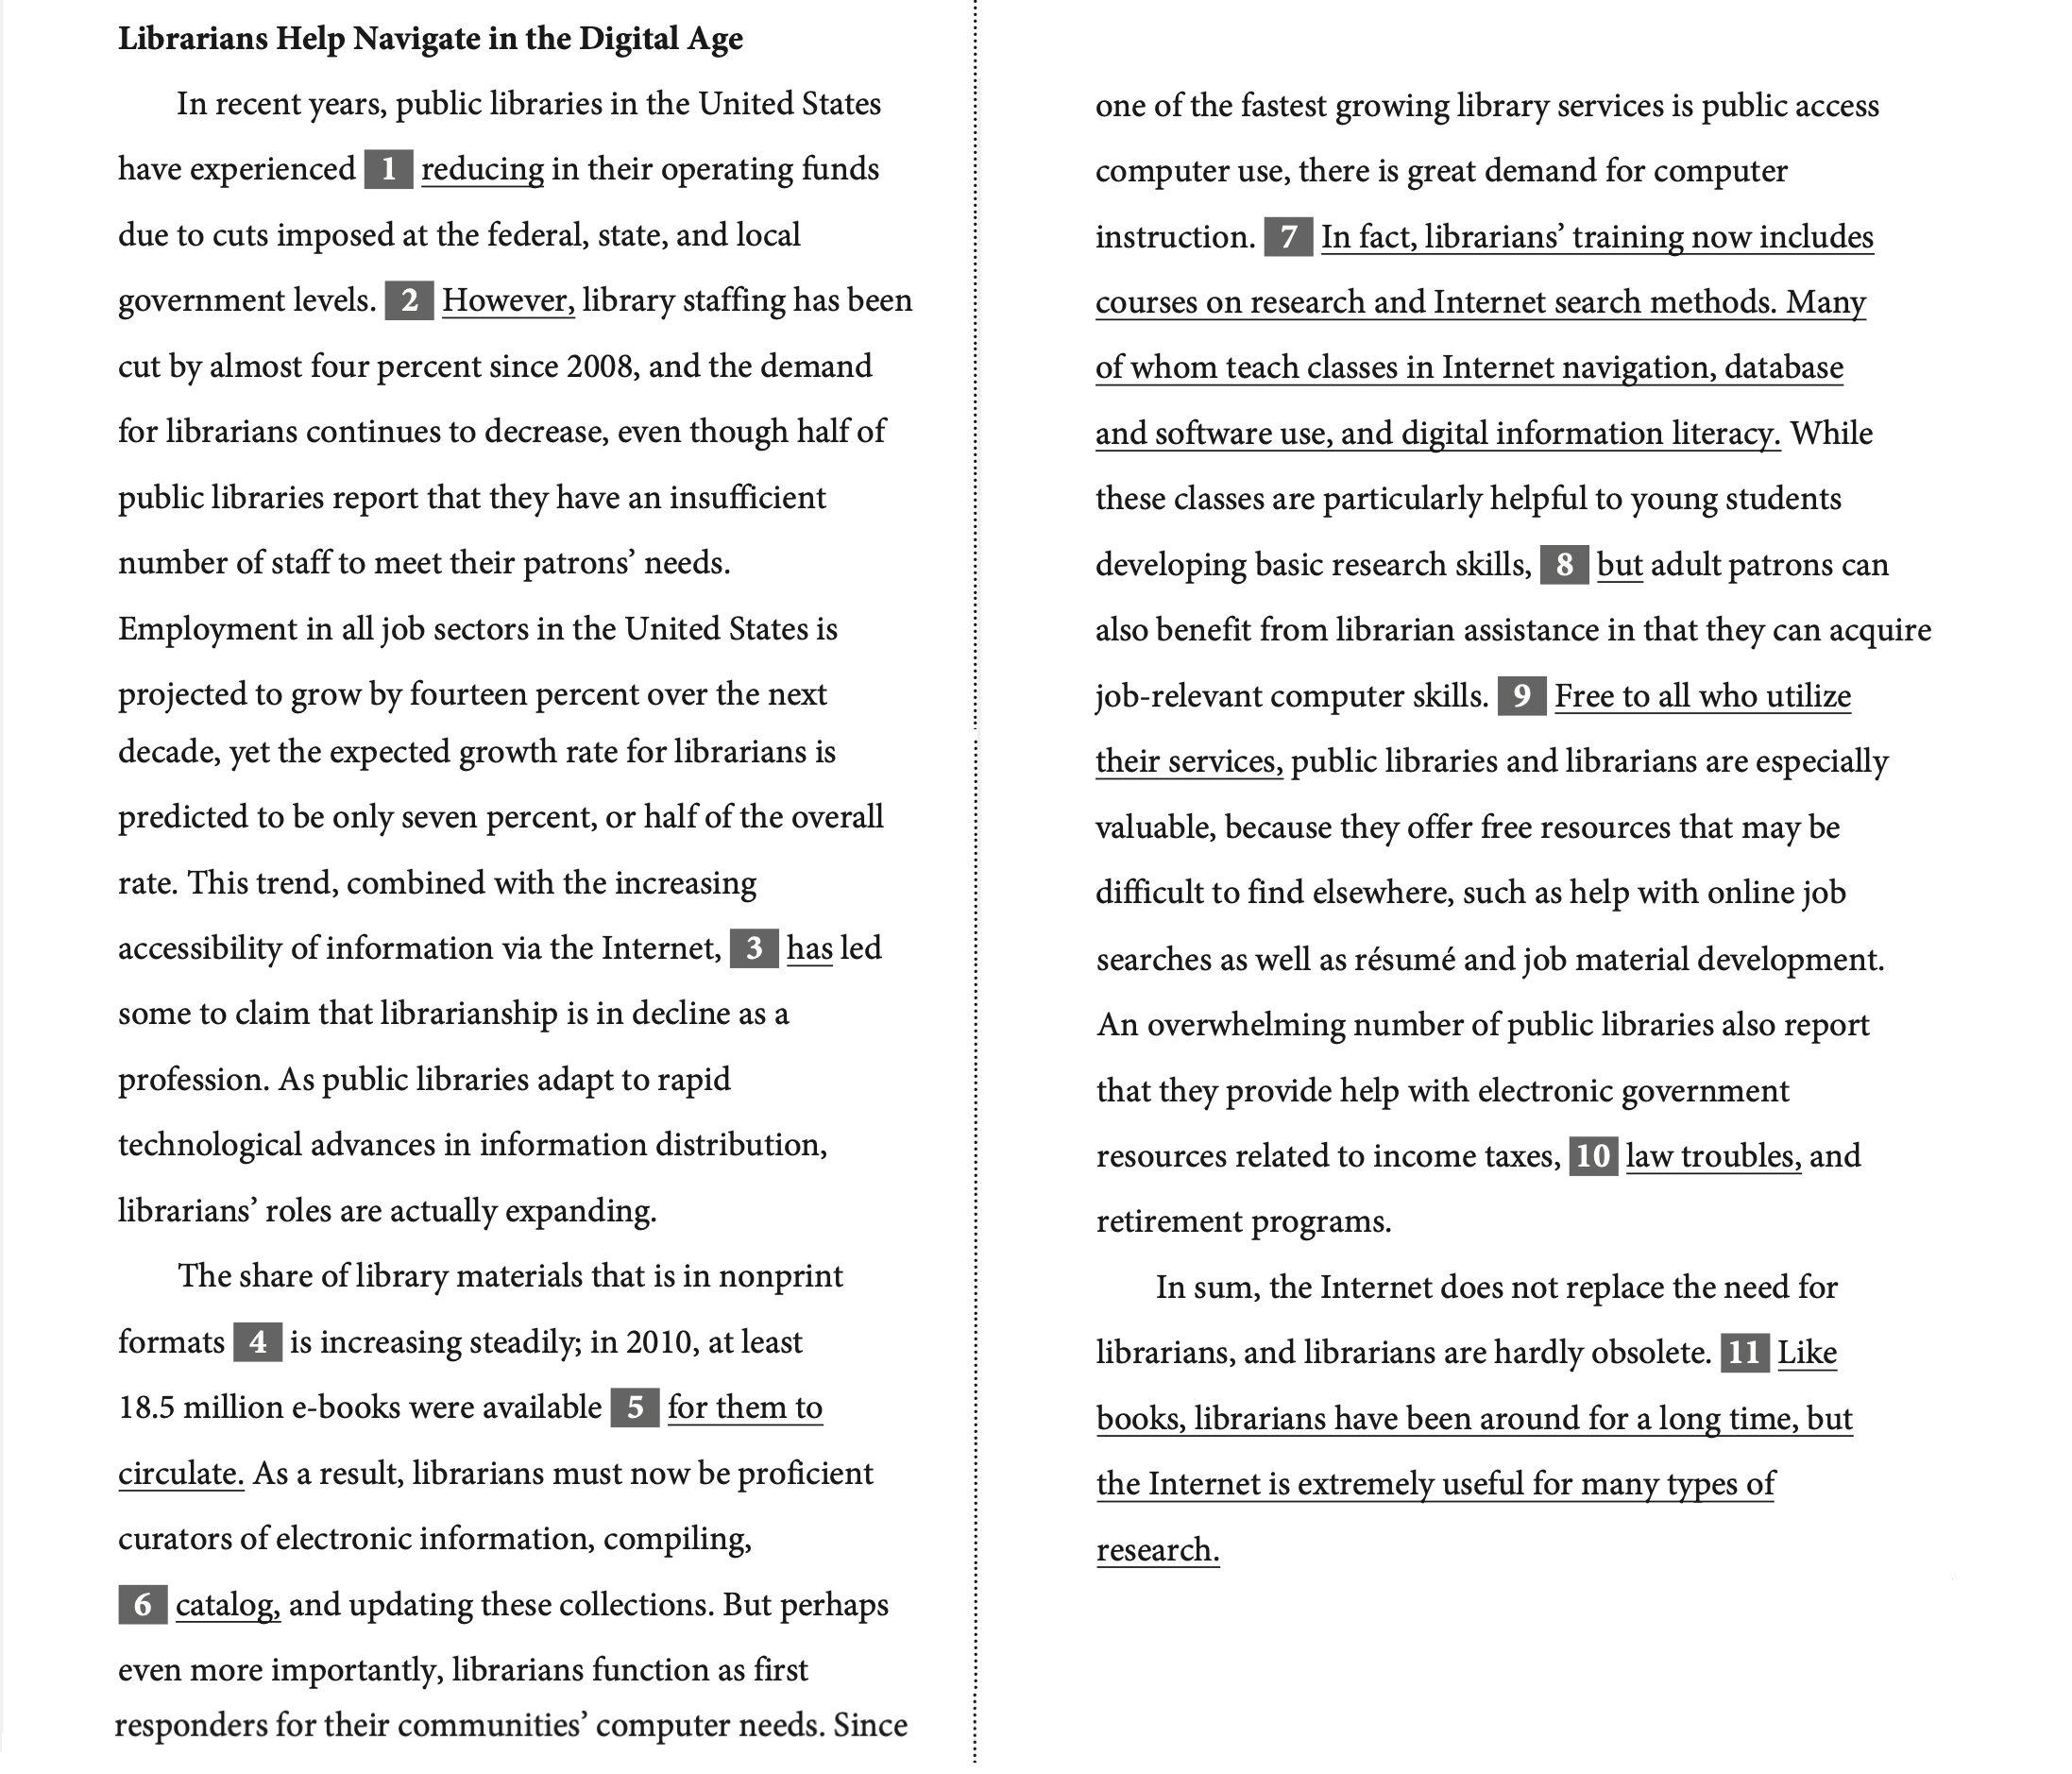 Librarians Help Navigate in the Digital Age
In recent years, public libraries in the United States
have experienced 1 reducing in their operating funds
due to cuts imposed at the federal, state, and local
government levels. 2 However, library staffing has been
cut by almost four percent since 2008, and the demand
for librarians continues to decrease, even though half of
public libraries report that they have an insufficient
number of staff to meet their patrons’ needs.
Employment in all job sectors in the United States is
projected to grow by fourteen percent over the next
decade, yet the expected growth rate for librarians is
predicted to be only seven percent, or half of the overall
rate. This trend, combined with the increasing
accessibility of information via the Internet, 3 has led
some to claim that librarianship is in decline as a
profession. As public libraries adapt to rapid
technological advances in information distribution,
librarians’ roles are actually expanding.
The share of library materials that is in nonprint
formats 4 is increasing steadily; in 2010, at least
18.5 million e-books were available 5 for them to
circulate. As a result, librarians must now be proficient
curators of electronic information, compiling,
6 catalog, and updating these collections. But perhaps
even more importantly, librarians function as first
responders for their communities’ computer needs. Since
one of the fastest growing library services is public access
computer use, there is great demand for computer
instruction. 7 In fact, librarians’ training now includes
courses on research and Internet search methods. Many
of whom teach classes in Internet navigation, database
and software use, and digital information literacy. While
these classes are particularly helpful to young students
developing basic research skills, 8 but adult patrons can
also benefit from librarian assistance in that they can acquire
job-relevant computer skills. 9 Free to all who utilize
their services, public libraries and librarians are especially
valuable, because they offer free resources that may be
difficult to find elsewhere, such as help with online job
searches as well as résumé and job material development.
An overwhelming number of public libraries also report
that they provide help with electronic government
resources related to income taxes, 10 law troubles, and
retirement programs.
In sum, the Internet does not replace the need for
librarians, and librarians are hardly obsolete. 11 Like
books, librarians have been around for a long time, but
the Internet is extremely useful for many types of
research.